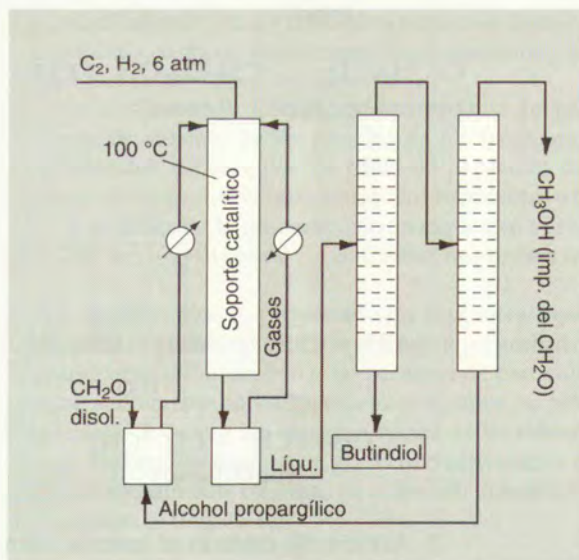 C₂, H₂, 6 atm
100 °C
Soporte catalítico
Gases
CH₃OH (Imp. del CH₂O)
CH₂O
disol.
Líqu.
Butindiol
Alcohol propargílico